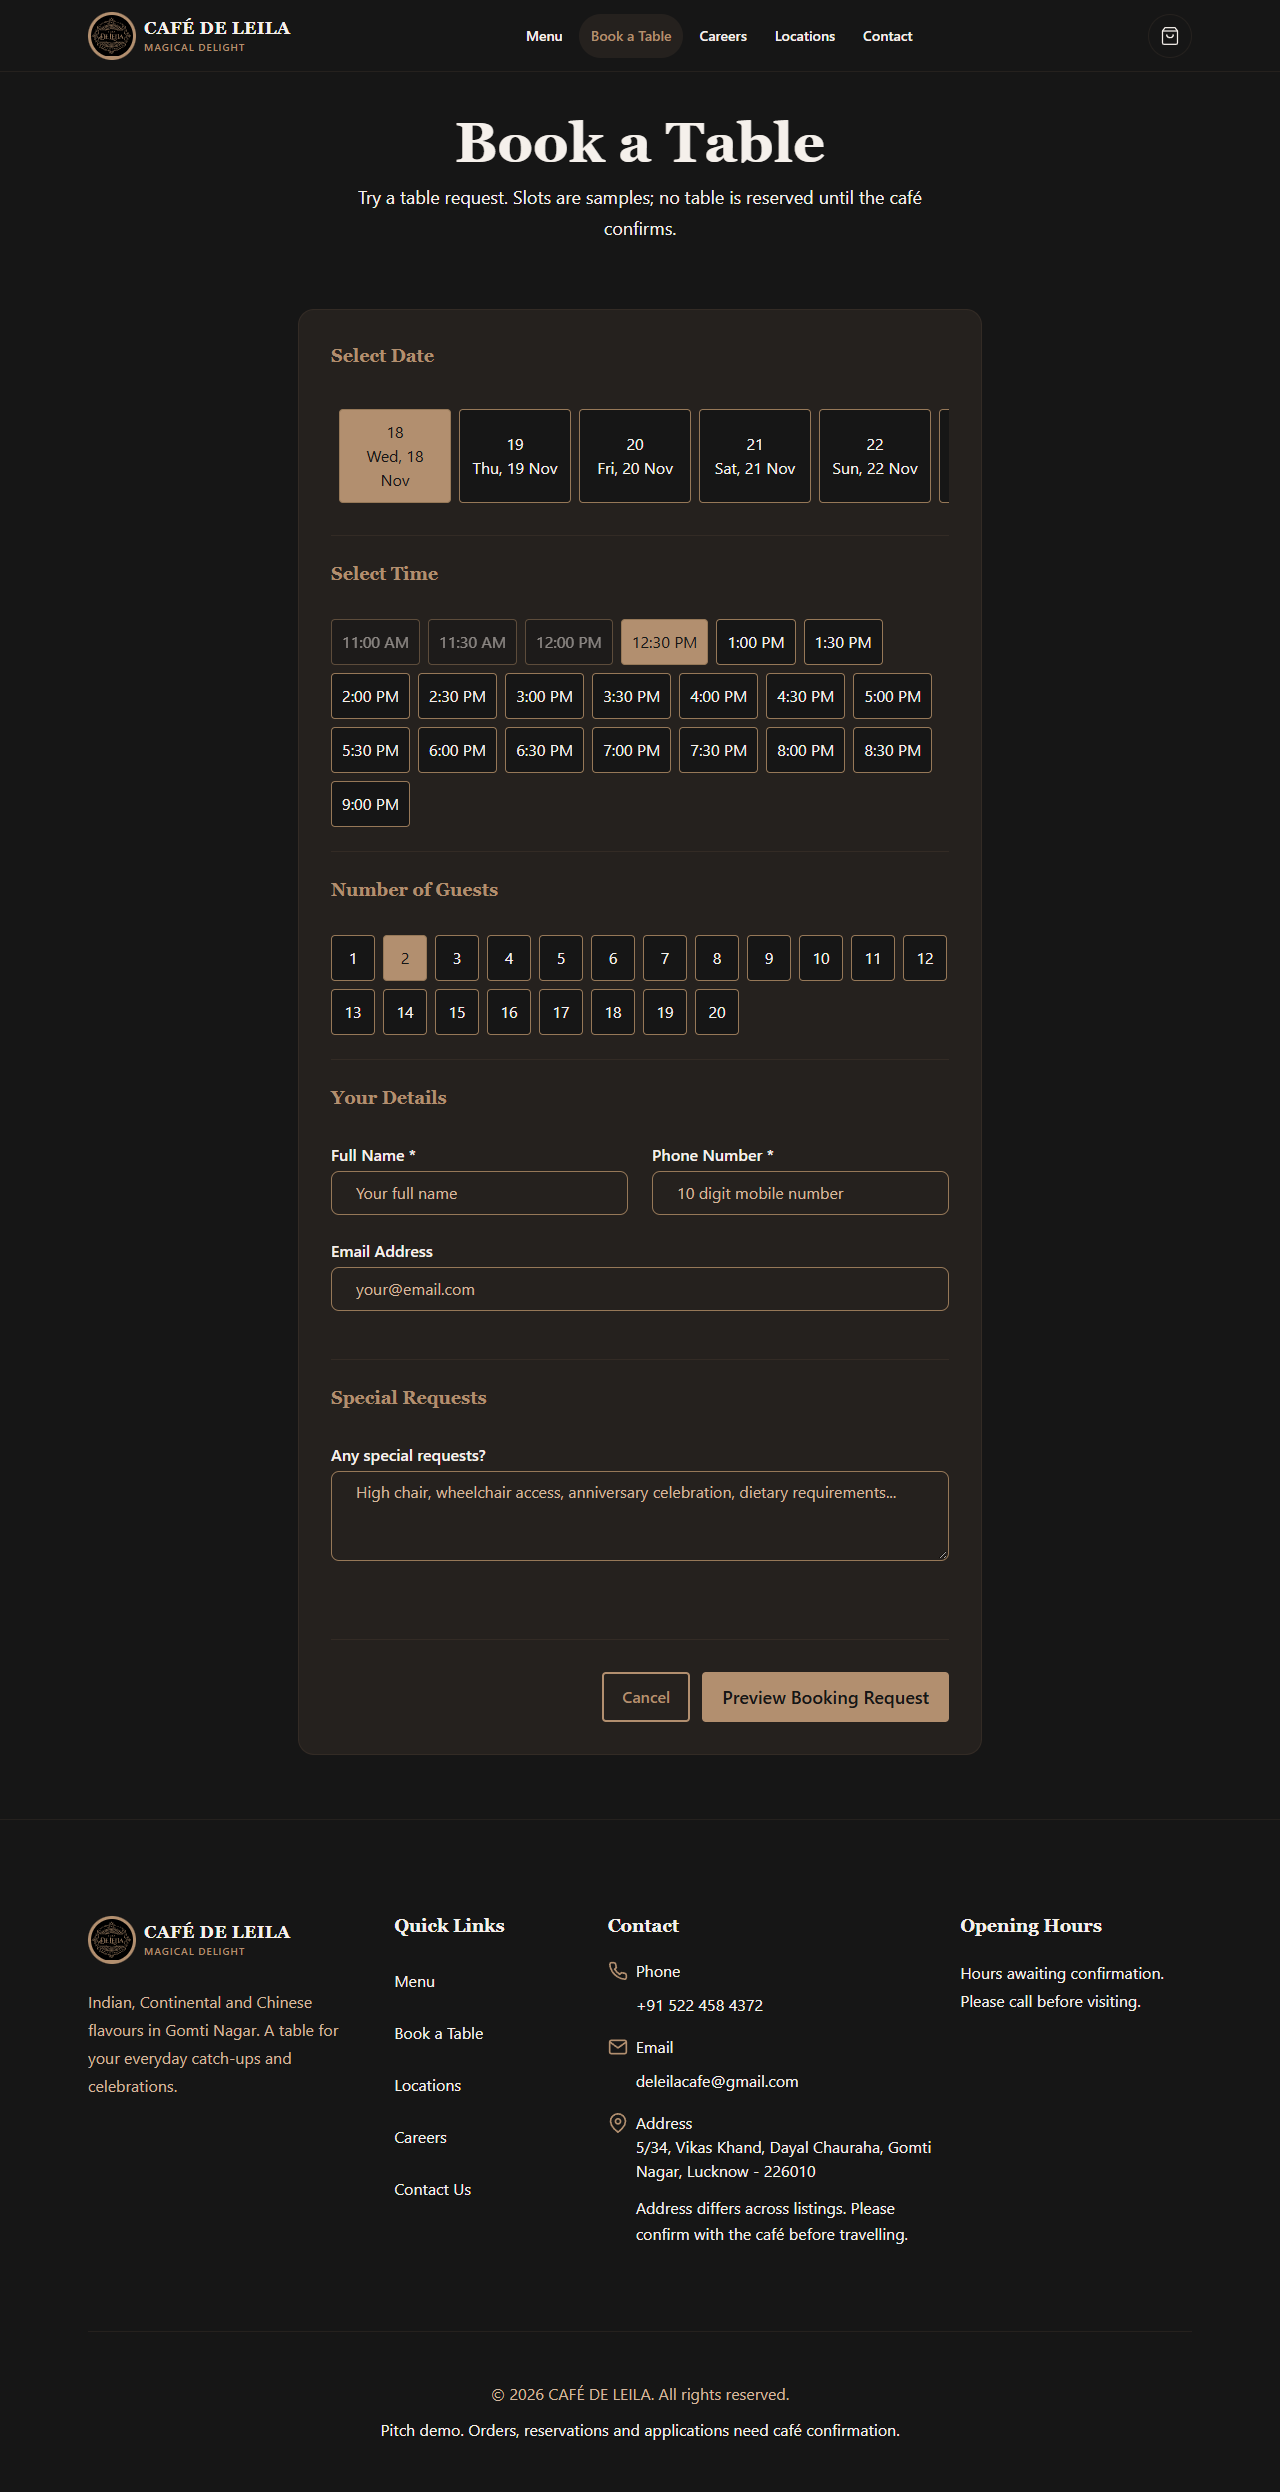 CAFÉ DE LEILA
MAGICAL DELIGHT
Menu
Book a Table
Careers
Locations
Contact
Book a Table
Try a table request. Slots are samples; no table is reserved until the café
confirms.
Select Date
18
Wed, 18
Nov
19
Thu, 19 Nov
20
Fri, 20 Nov
21
Sat, 21 Nov
22
Sun, 22 Nov
Select Time
11:00 AM
11:30 AM
12:00 PM
12:30 PM
1:00 PM
1:30 PM
2:00 PM
2:30 PM
3:00 PM
3:30 PM
4:00 PM
4:30 PM
5:00 PM
5:30 PM
6:00 PM
6:30 PM
7:00 PM
7:30 PM
8:00 PM
8:30 PM
9:00 PM
Number of Guests
1
2
3
4
5
6
7
8
9
10
11
12
13
14
15
16
17
18
19
20
Your Details
Full Name *
Your full name
Phone Number *
10 digit mobile number
Email Address
your@email.com
Special Requests
Any special requests?
High chair, wheelchair access, anniversary celebration, dietary requirements...
Cancel
Preview Booking Request
CAFÉ DE LEILA
MAGICAL DELIGHT
Indian, Continental and Chinese
flavours in Gomti Nagar. A table for
your everyday catch-ups and
celebrations.
Quick Links
Menu
Book a Table
Locations
Careers
Contact Us
Contact
Phone
+91 522 458 4372
Email
deleilacafe@gmail.com
Address
5/34, Vikas Khand, Dayal Chauraha, Gomti
Nagar, Lucknow - 226010
Address differs across listings. Please
confirm with the café before travelling.
Opening Hours
Hours awaiting confirmation.
Please call before visiting.
© 2026 CAFÉ DE LEILA. All rights reserved.
Pitch demo. Orders, reservations and applications need café confirmation.